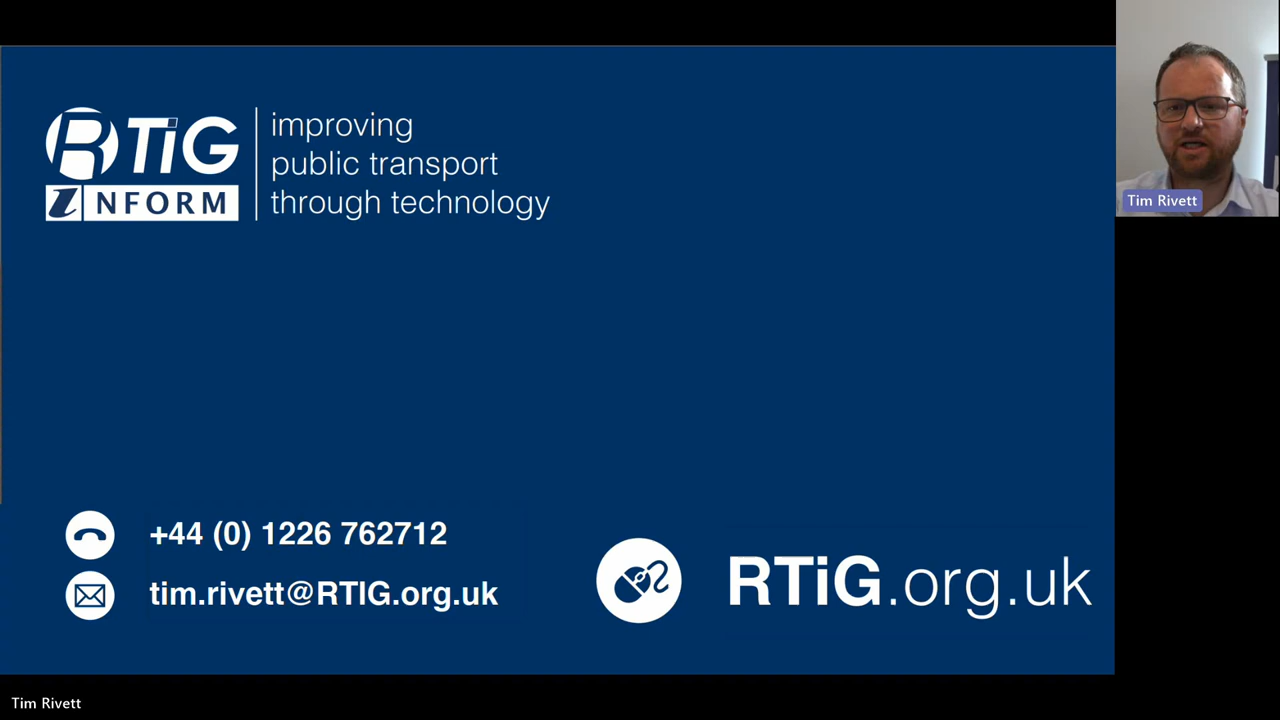 RTiG
iNFORM
improving
public transport
through technology
Tim Rivett
+44 (0) 1226 762712
tim.rivett@RTIG.org.uk
RTiG.org.uk
Tim Rivett